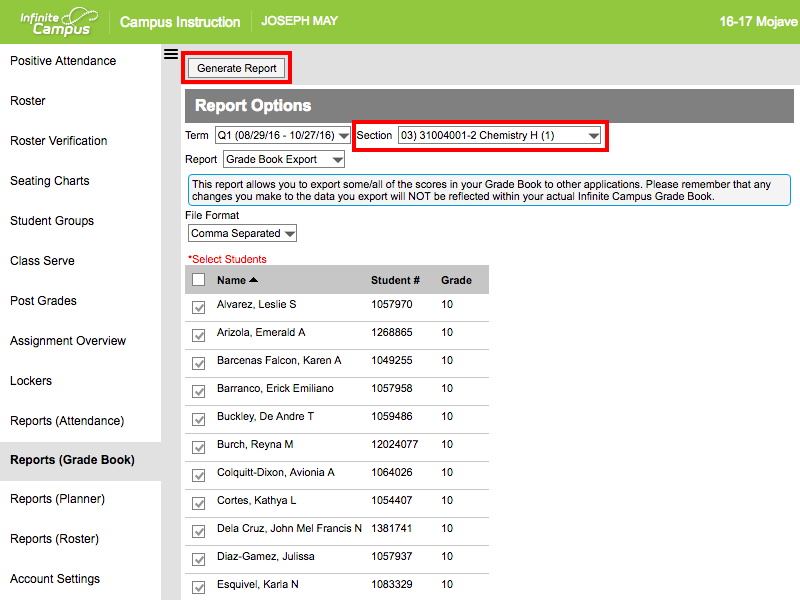 Infinite Campus
Campus Instruction
JOSEPH MAY
16-17 Mojave
Positive Attendance
Roster
Roster Verification
Seating Charts
Student Groups
Class Serve
Post Grades
Assignment Overview
Lockers
Reports (Attendance)
Reports (Grade Book)
Reports (Planner)
Reports (Roster)
Account Settings
Generate Report
Report Options
Term Q1 (08/29/16 - 10/27/16) Section 03) 31004001-2 Chemistry H (1)
Report Grade Book Export
This report allows you to export some/all of the scores in your Grade Book to other applications. Please remember that any
changes you make to the data you export will NOT be reflected within your actual Infinite Campus Grade Book.
File Format
Comma Separated
*Select Students
Name Student # Grade
Alvarez, Leslie S 1057970 10
Arizola, Emerald A 1268865 10
Barcenas Falcon, Karen A 1049255 10
Barranco, Erick Emiliano 1057958 10
Buckley, De Andre T 1059486 10
Burch, Reyna M 12024077 10
Colquitt-Dixon, Avionia A 1064026 10
Cortes, Kathya L 1054407 10
Dela Cruz, John Mel Francis N 1381741 10
Diaz-Gamez, Julissa 1057937 10
Esquivel, Karla N 1083329 10